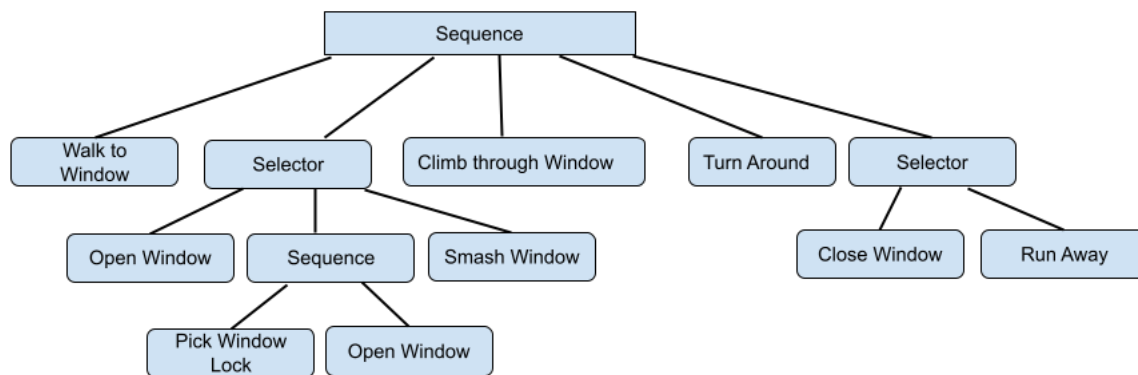 Sequence
Walk to
Window
Selector
Climb through Window
Turn Around
Selector
Open Window
Sequence
Smash Window
Close Window
Run Away
Pick Window
Lock
Open Window